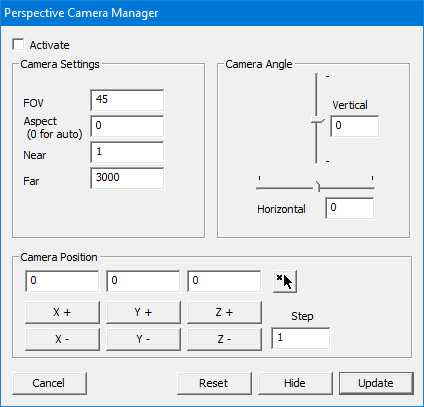 Perspective Camera Manager
Activate
Camera Settings
FOV 45
Aspect
(0 for auto) 0
Near 1
Far 3000
Camera Angle
Vertical
0
Horizontal 0
Camera Position
0 0 0
X + Y + Z +
Step
X - Y - Z - 1
Cancel Reset Hide Update